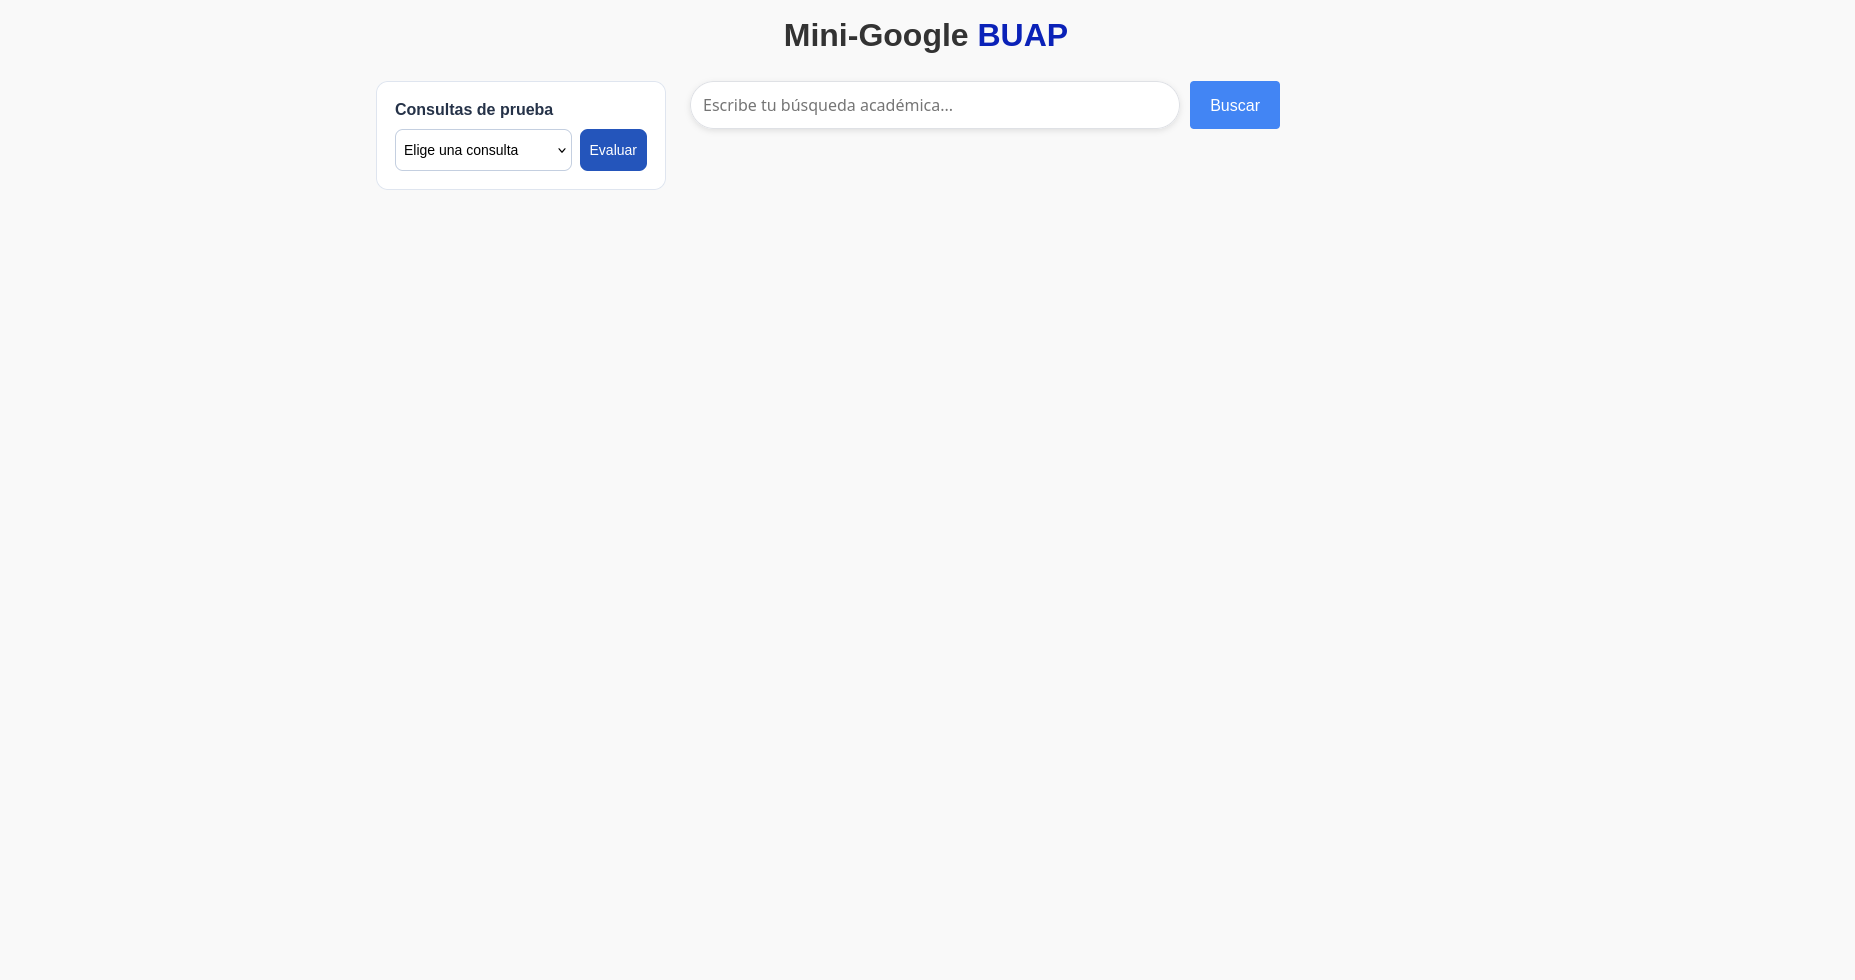 Mini-Google BUAP
Consultas de prueba
Elige una consulta
Evaluar
Escribe tu búsqueda académica...
Buscar